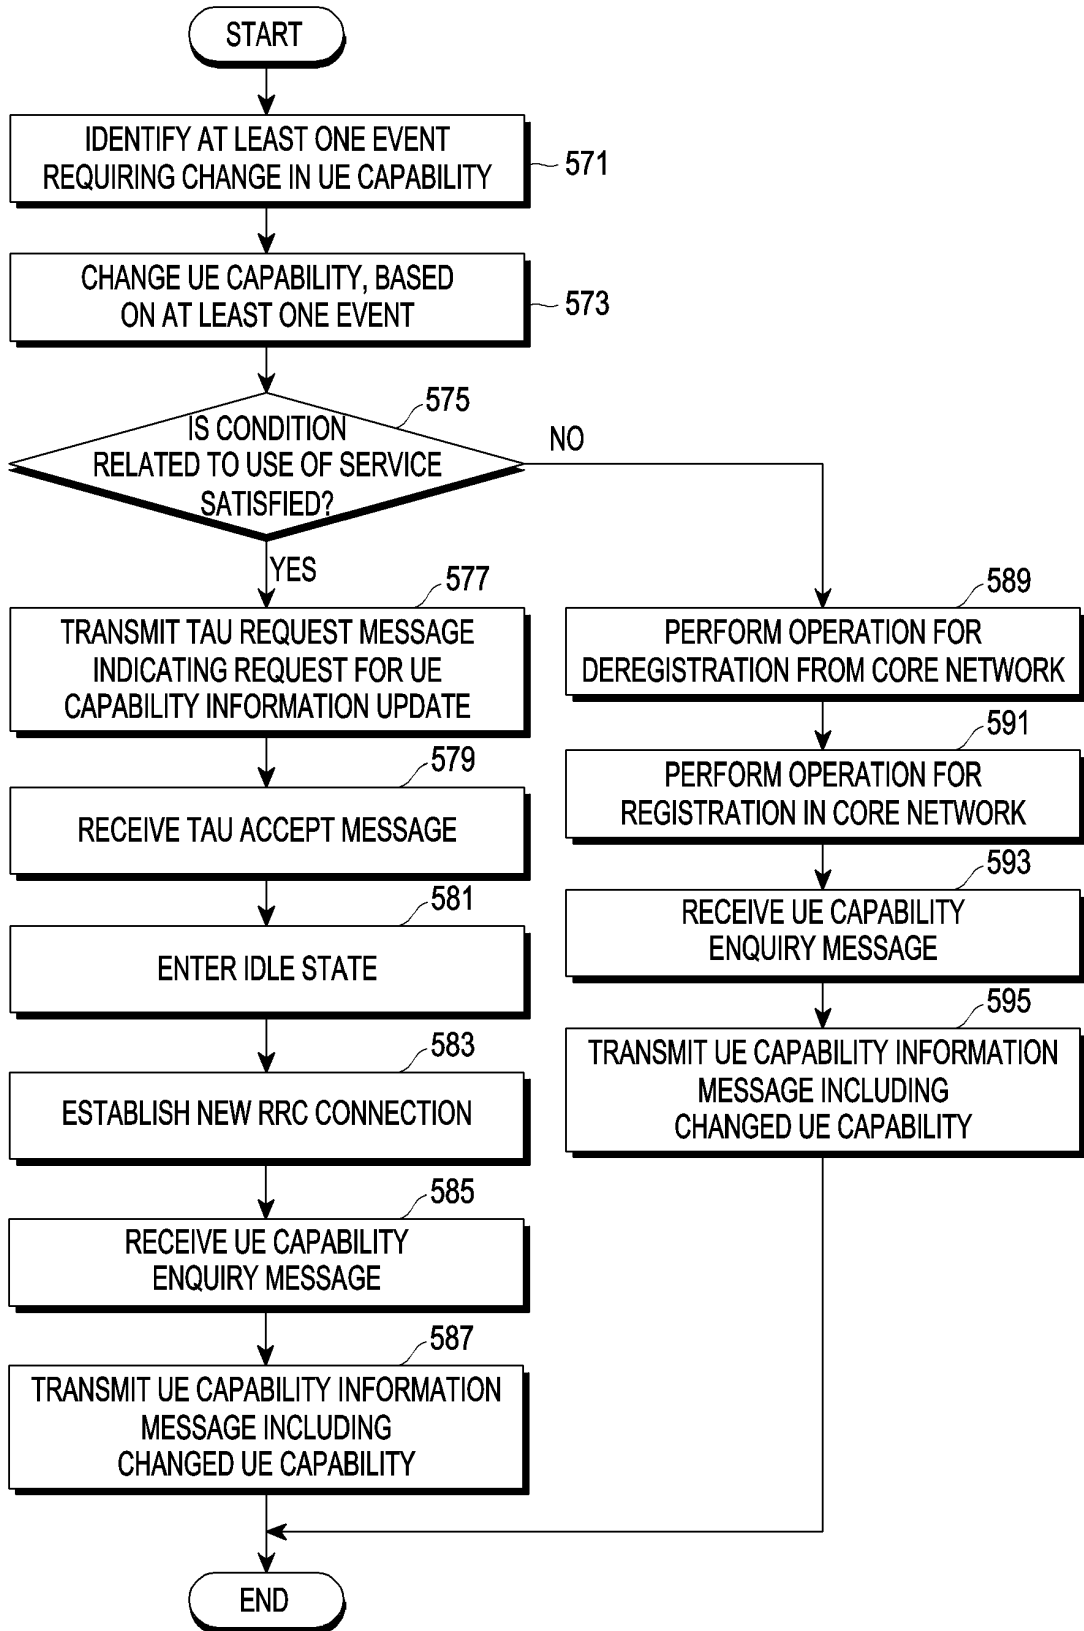 START
IDENTIFY AT LEAST ONE EVENT
REQUIRING CHANGE IN UE CAPABILITY
571
CHANGE UE CAPABILITY, BASED
ON AT LEAST ONE EVENT
573
575
IS CONDITION
RELATED TO USE OF SERVICE
SATISFIED?
NO
YES
577
TRANSMIT TAU REQUEST MESSAGE
INDICATING REQUEST FOR UE
CAPABILITY INFORMATION UPDATE
579
RECEIVE TAU ACCEPT MESSAGE
581
ENTER IDLE STATE
583
ESTABLISH NEW RRC CONNECTION
585
RECEIVE UE CAPABILITY
ENQUIRY MESSAGE
587
TRANSMIT UE CAPABILITY INFORMATION
MESSAGE INCLUDING
CHANGED UE CAPABILITY
589
PERFORM OPERATION FOR
DEREGISTRATION FROM CORE NETWORK
591
PERFORM OPERATION FOR
REGISTRATION IN CORE NETWORK
593
RECEIVE UE CAPABILITY
ENQUIRY MESSAGE
595
TRANSMIT UE CAPABILITY INFORMATION
MESSAGE INCLUDING
CHANGED UE CAPABILITY
END